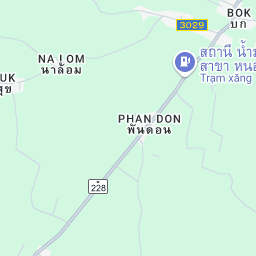 BOK
บก
3029
สถานี น้ำม
สาขา หนอ
Trạm xăng
NA LOM
นาล้อม
UK
สุข
PHAN DON
พันดอน
228